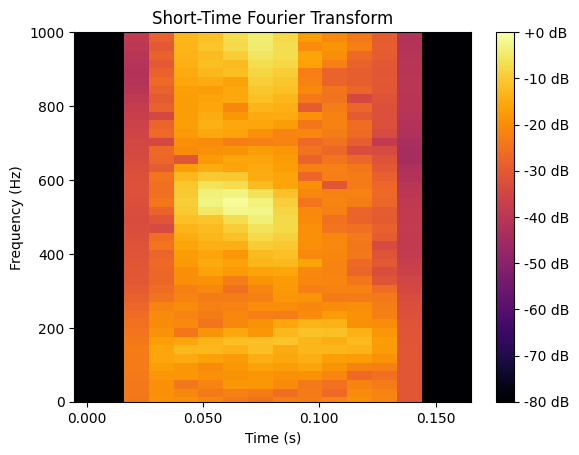 Short-Time Fourier Transform
Frequency (Hz)
1000
800
600
400
200
0
0.000 0.050 0.100 0.150
Time (s)
+0 dB
-10 dB
-20 dB
-30 dB
-40 dB
-50 dB
-60 dB
-70 dB
-80 dB